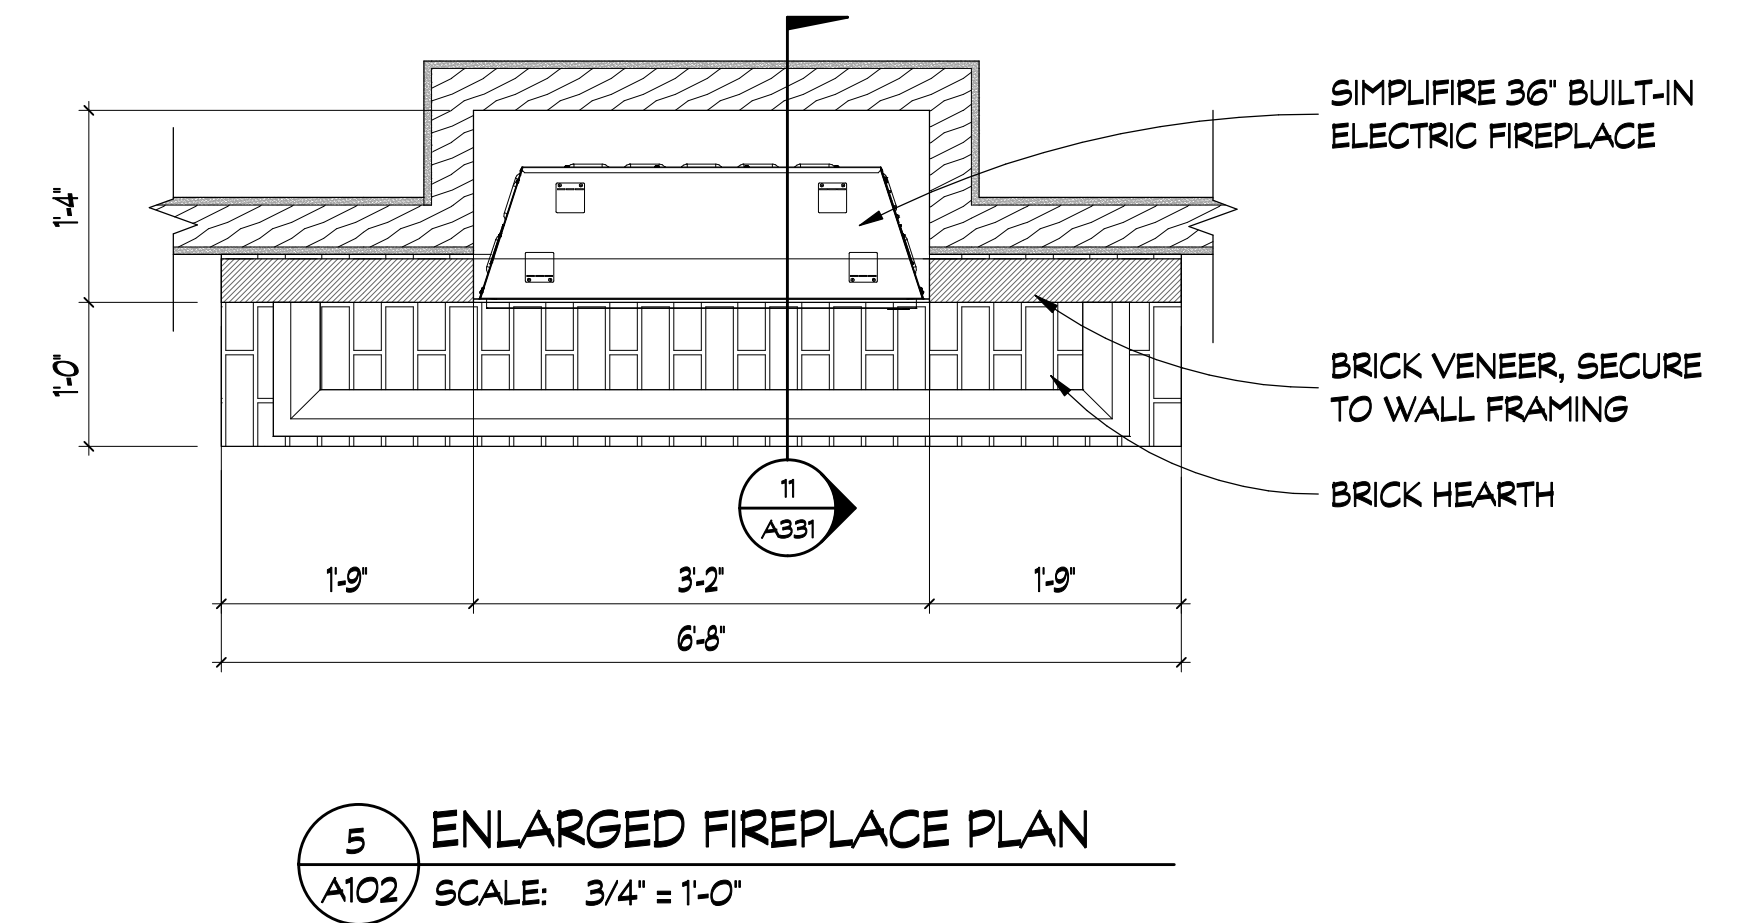 SIMPLIFIRE 36" BUILT-IN
ELECTRIC FIREPLACE
1'-4"
1'-0"
BRICK VENEER, SECURE
TO WALL FRAMING
BRICK HEARTH
11
A331
1'-9"
3'-2"
1'-9"
6'-8"
5
A102
ENLARGED FIREPLACE PLAN
SCALE: 3/4" = 1'-0"